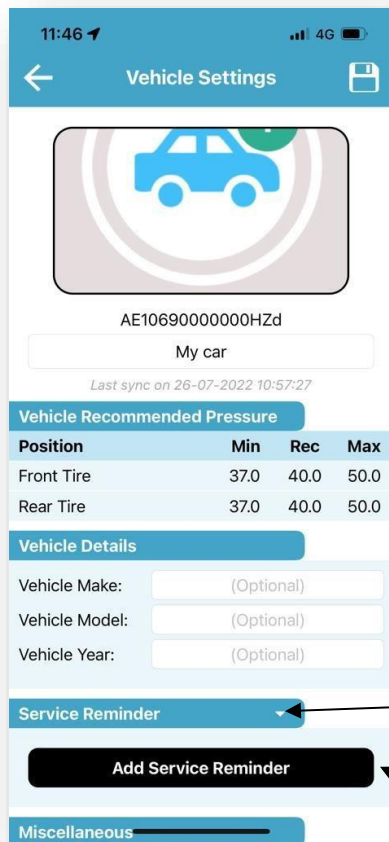 11:46 4G
Vehicle Settings
AE10690000000HZd
My car
Last sync on 26-07-2022 10:57:27
Vehicle Recommended Pressure
Position Min Rec Max
Front Tire 37.0 40.0 50.0
Rear Tire 37.0 40.0 50.0
Vehicle Details
Vehicle Make: (Optional)
Vehicle Model: (Optional)
Vehicle Year: (Optional)
Service Reminder
Add Service Reminder
Miscellaneous